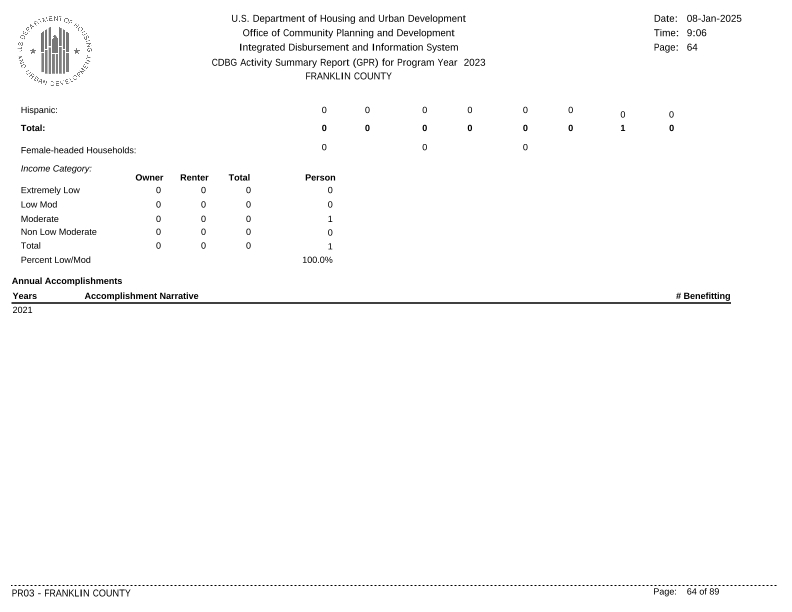 U.S. DEPARTMENT OF HOUSING AND URBAN DEVELOPMENT
U.S. Department of Housing and Urban Development
Office of Community Planning and Development
Integrated Disbursement and Information System
CDBG Activity Summary Report (GPR) for Program Year 2023
FRANKLIN COUNTY
Date: 08-Jan-2025
Time: 9:06
Page: 64
Hispanic: 0 0 0 0 0 0 0 0
Total: 0 0 0 0 0 0 1 0
Female-headed Households: 0 0 0
Income Category:
Owner Renter Total Person
Extremely Low 0 0 0 0
Low Mod 0 0 0 0
Moderate 0 0 0 1
Non Low Moderate 0 0 0 0
Total 0 0 0 1
Percent Low/Mod 100.0%
Annual Accomplishments
Years Accomplishment Narrative # Benefitting
2021
PR03 - FRANKLIN COUNTY Page: 64 of 89